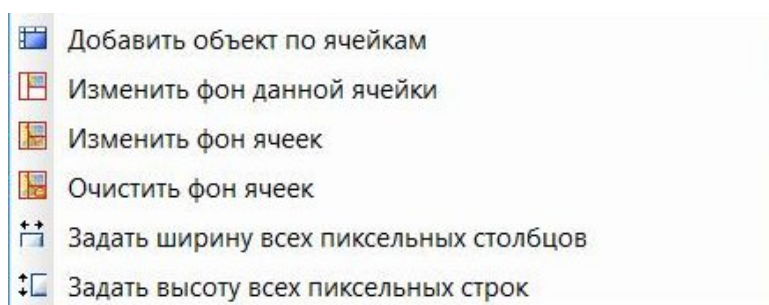 Добавить объект по ячейкам
Изменить фон данной ячейки
Изменить фон ячеек
Очистить фон ячеек
Задать ширину всех пиксельных столбцов
Задать высоту всех пиксельных строк